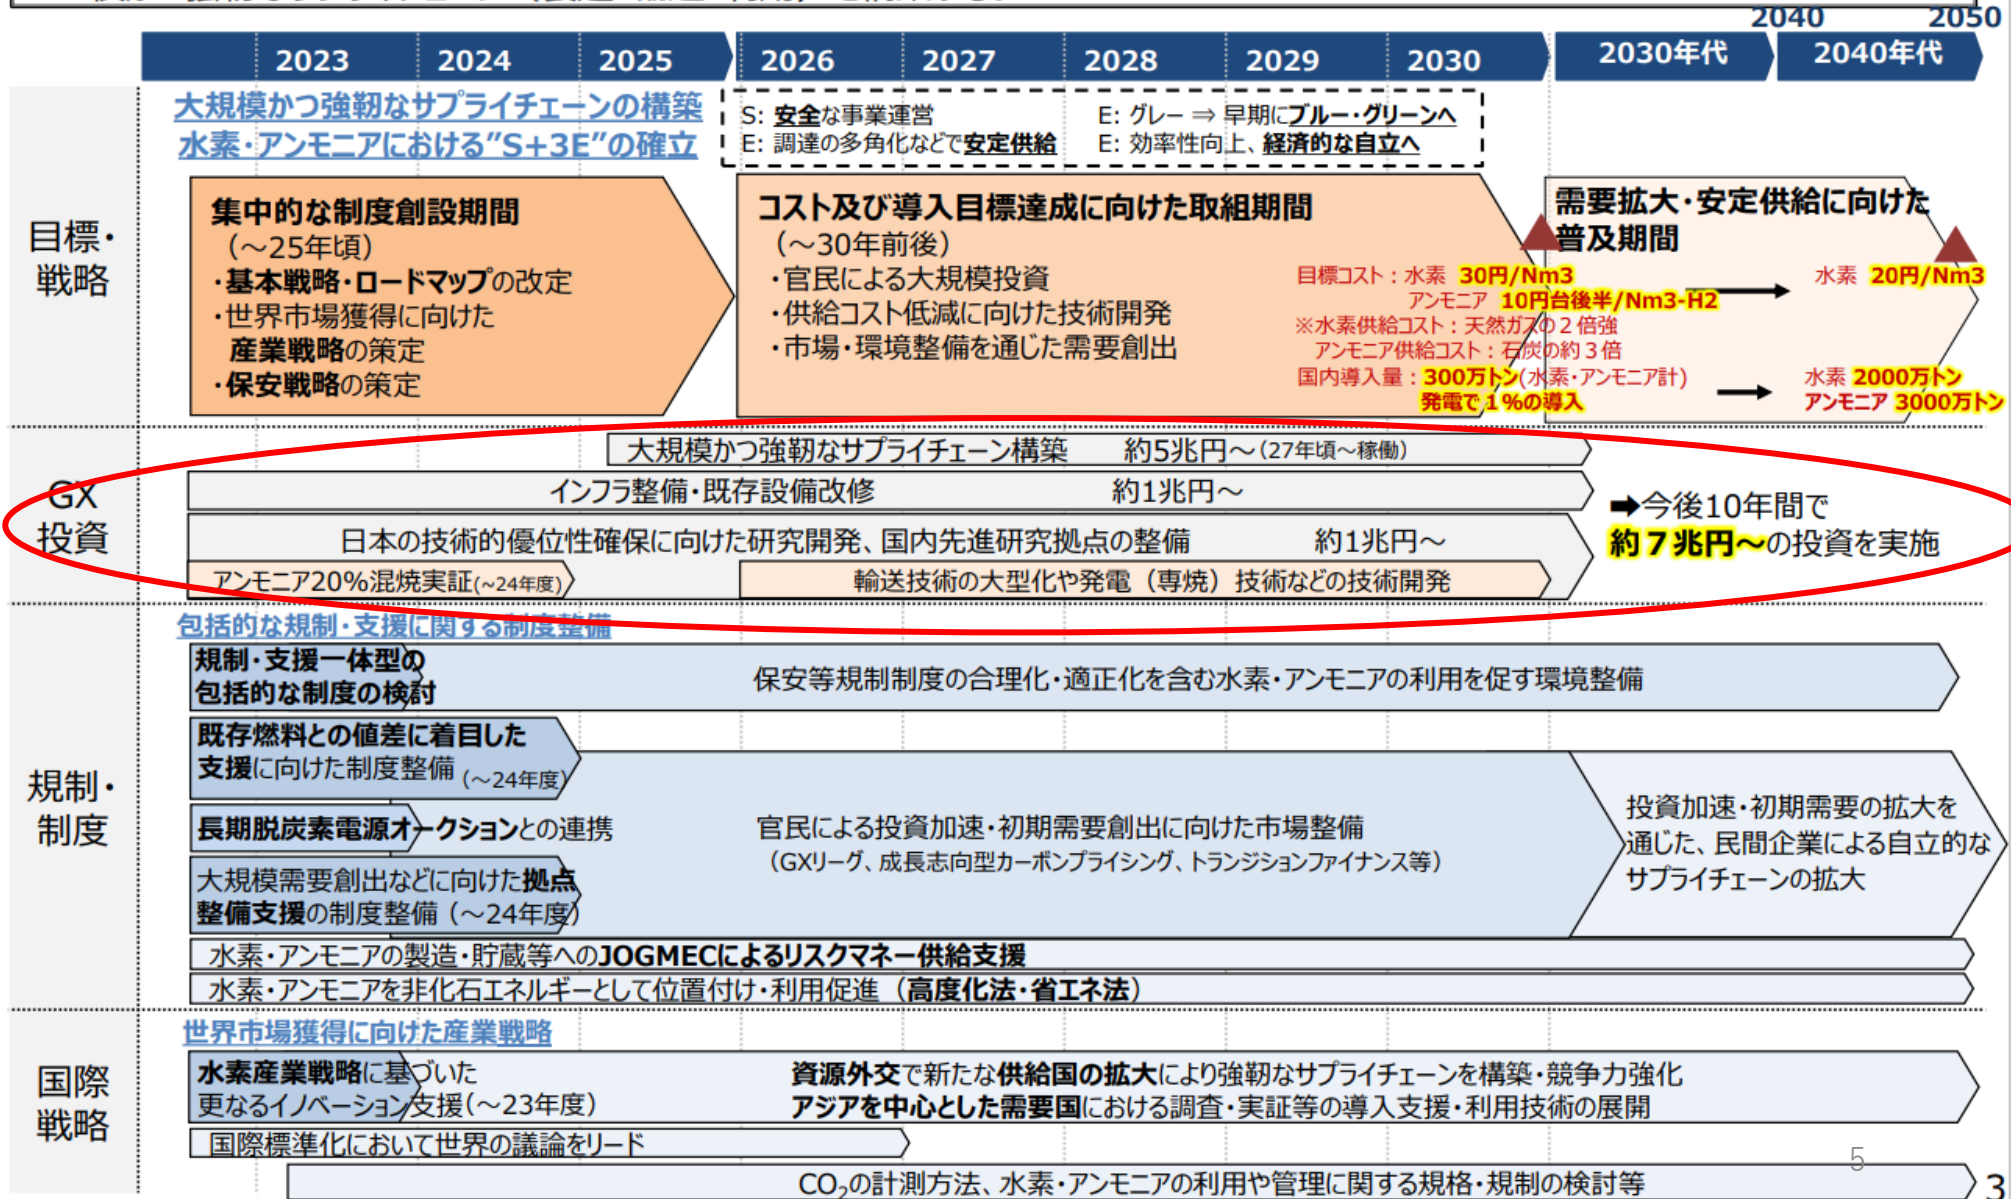 2040 2050
2023 2024 2025 2026 2027 2028 2029 2030 2030年代 2040年代
目標・
戦略
大規模かつ強靭なサプライチェーンの構築
水素・アンモニアにおける”S+3E”の確立
S: 安全な事業運営 E: グレー ⇒ 早期にブルー・グリーンへ
E: 調達の多角化などで安定供給 E: 効率性向上、経済的な自立へ
集中的な制度創設期間
（～25年頃）
・基本戦略・ロードマップの改定
・世界市場獲得に向けた
産業戦略の策定
・保安戦略の策定
コスト及び導入目標達成に向けた取組期間
（～30年前後）
・官民による大規模投資
・供給コスト低減に向けた技術開発
・市場・環境整備を通じた需要創出
需要拡大・安定供給に向けた
普及期間
目標コスト：水素 30円/Nm3 水素 20円/Nm3
アンモニア 10円台後半/Nm3-H2
※水素供給コスト：天然ガスの２倍強
アンモニア供給コスト：石炭の約３倍
国内導入量：300万トン(水素・アンモニア計) 水素 2000万トン
発電で１%の導入 アンモニア 3000万トン
GX
投資
大規模かつ強靭なサプライチェーン構築 約5兆円～（27年頃～稼働）
インフラ整備・既存設備改修 約1兆円～
日本の技術的優位性確保に向けた研究開発、国内先進研究拠点の整備 約1兆円～
アンモニア20%混焼実証(~24年度) 輸送技術の大型化や発電（専焼）技術などの技術開発
➡今後10年間で
約７兆円～の投資を実施
規制・
制度
包括的な規制・支援に関する制度整備
規制・支援一体型の
包括的な制度の検討
保安等規制制度の合理化・適正化を含む水素・アンモニアの利用を促す環境整備
既存燃料との値差に着目した
支援に向けた制度整備（～24年度）
長期脱炭素電源オークションとの連携
大規模需要創出などに向けた拠点
整備支援の制度整備（～24年度）
官民による投資加速・初期需要創出に向けた市場整備
（GXリーグ、成長志向型カーボンプライシング、トランジションファイナンス等）
投資加速・初期需要の拡大を
通じた、民間企業による自立的な
サプライチェーンの拡大
水素・アンモニアの製造・貯蔵等へのJOGMECによるリスクマネー供給支援
水素・アンモニアを非化石エネルギーとして位置付け・利用促進（高度化法・省エネ法）
国際
戦略
世界市場獲得に向けた産業戦略
水素産業戦略に基づいた
更なるイノベーション支援(～23年度）
資源外交で新たな供給国の拡大により強靭なサプライチェーンを構築・競争力強化
アジアを中心とした需要国における調査・実証等の導入支援・利用技術の展開
国際標準化において世界の議論をリード
CO₂の計測方法、水素・アンモニアの利用や管理に関する規格・規制の検討等
5
3